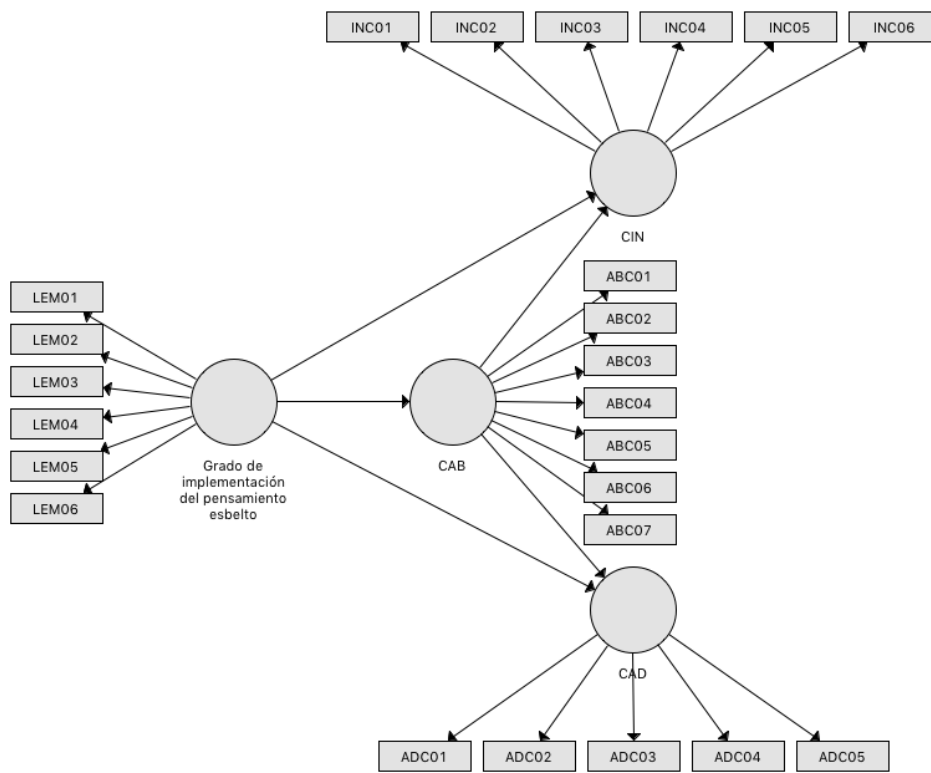 INC01
INC02
INC03
INC04
INC05
INC06
CIN
ABC01
ABC02
ABC03
ABC04
ABC05
ABC06
ABC07
LEM01
LEM02
LEM03
LEM04
LEM05
LEM06
Grado de
implementación
del pensamiento
esbelto
CAB
CAD
ADC01
ADC02
ADC03
ADC04
ADC05